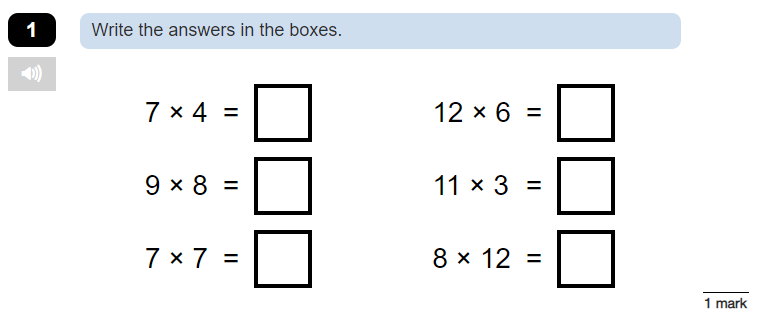 1
Write the answers in the boxes.
7 × 4 =
12 × 6 =
9 × 8 =
11 × 3 =
7 × 7 =
8 × 12 =
1 mark